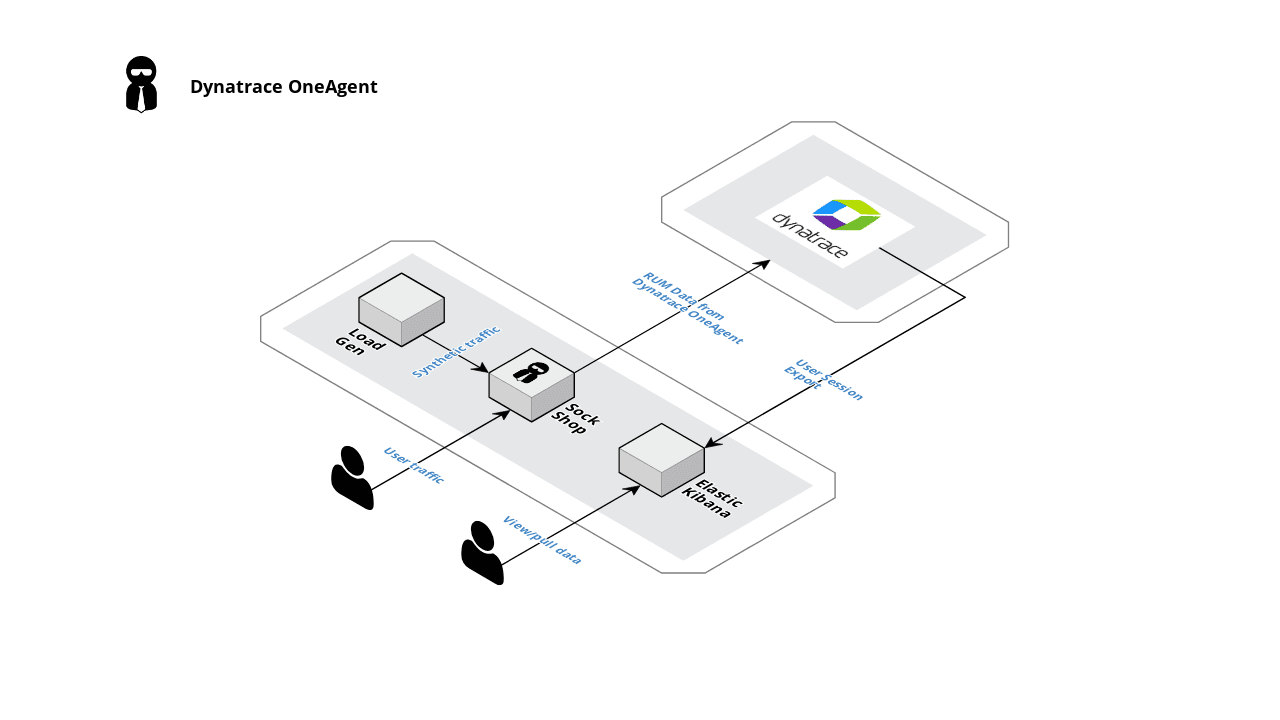 Dynatrace OneAgent
dynatrace
RUM Data from
Dynatrace OneAgent
Load
Gen
Synthetic traffic
User Session
Export
Sock
Shop
User traffic
Elastic
Kibana
View/pull data